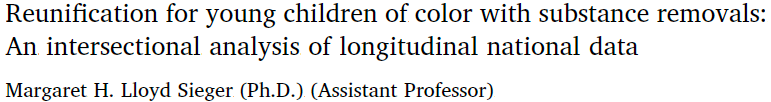 Reunification for young children of color with substance removals:
An intersectional analysis of longitudinal national data
Margaret H. Lloyd Sieger (Ph.D.) (Assistant Professor)